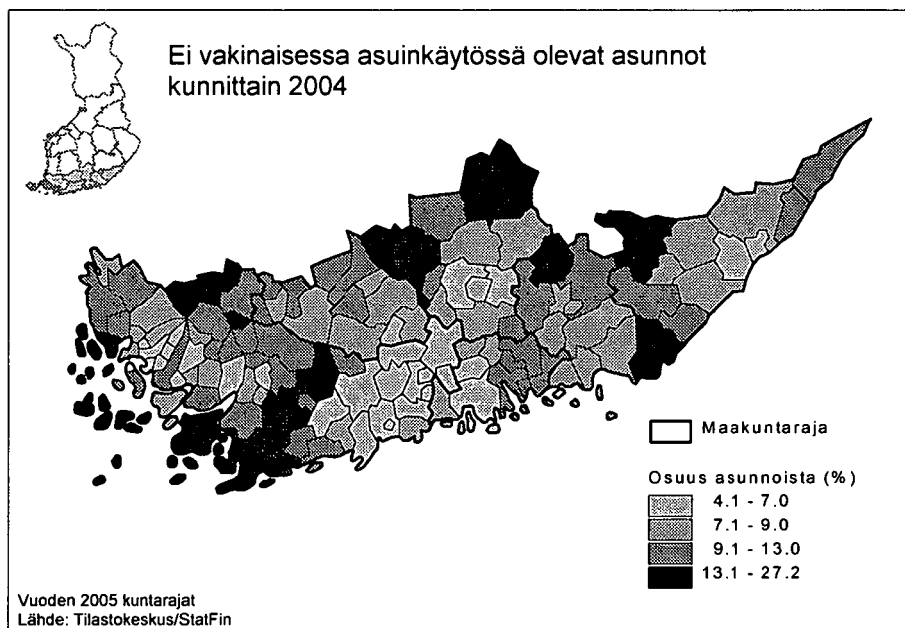 Ei vakinaisessa asuinkäytössä olevat asunnot
kunnittain 2004
Maakuntaraja
Osuus asunnoista (%)
4.1 - 7.0
7.1 - 9.0
9.1 - 13.0
13.1 - 27.2
Vuoden 2005 kuntarajat
Lähde: Tilastokeskus/StatFin